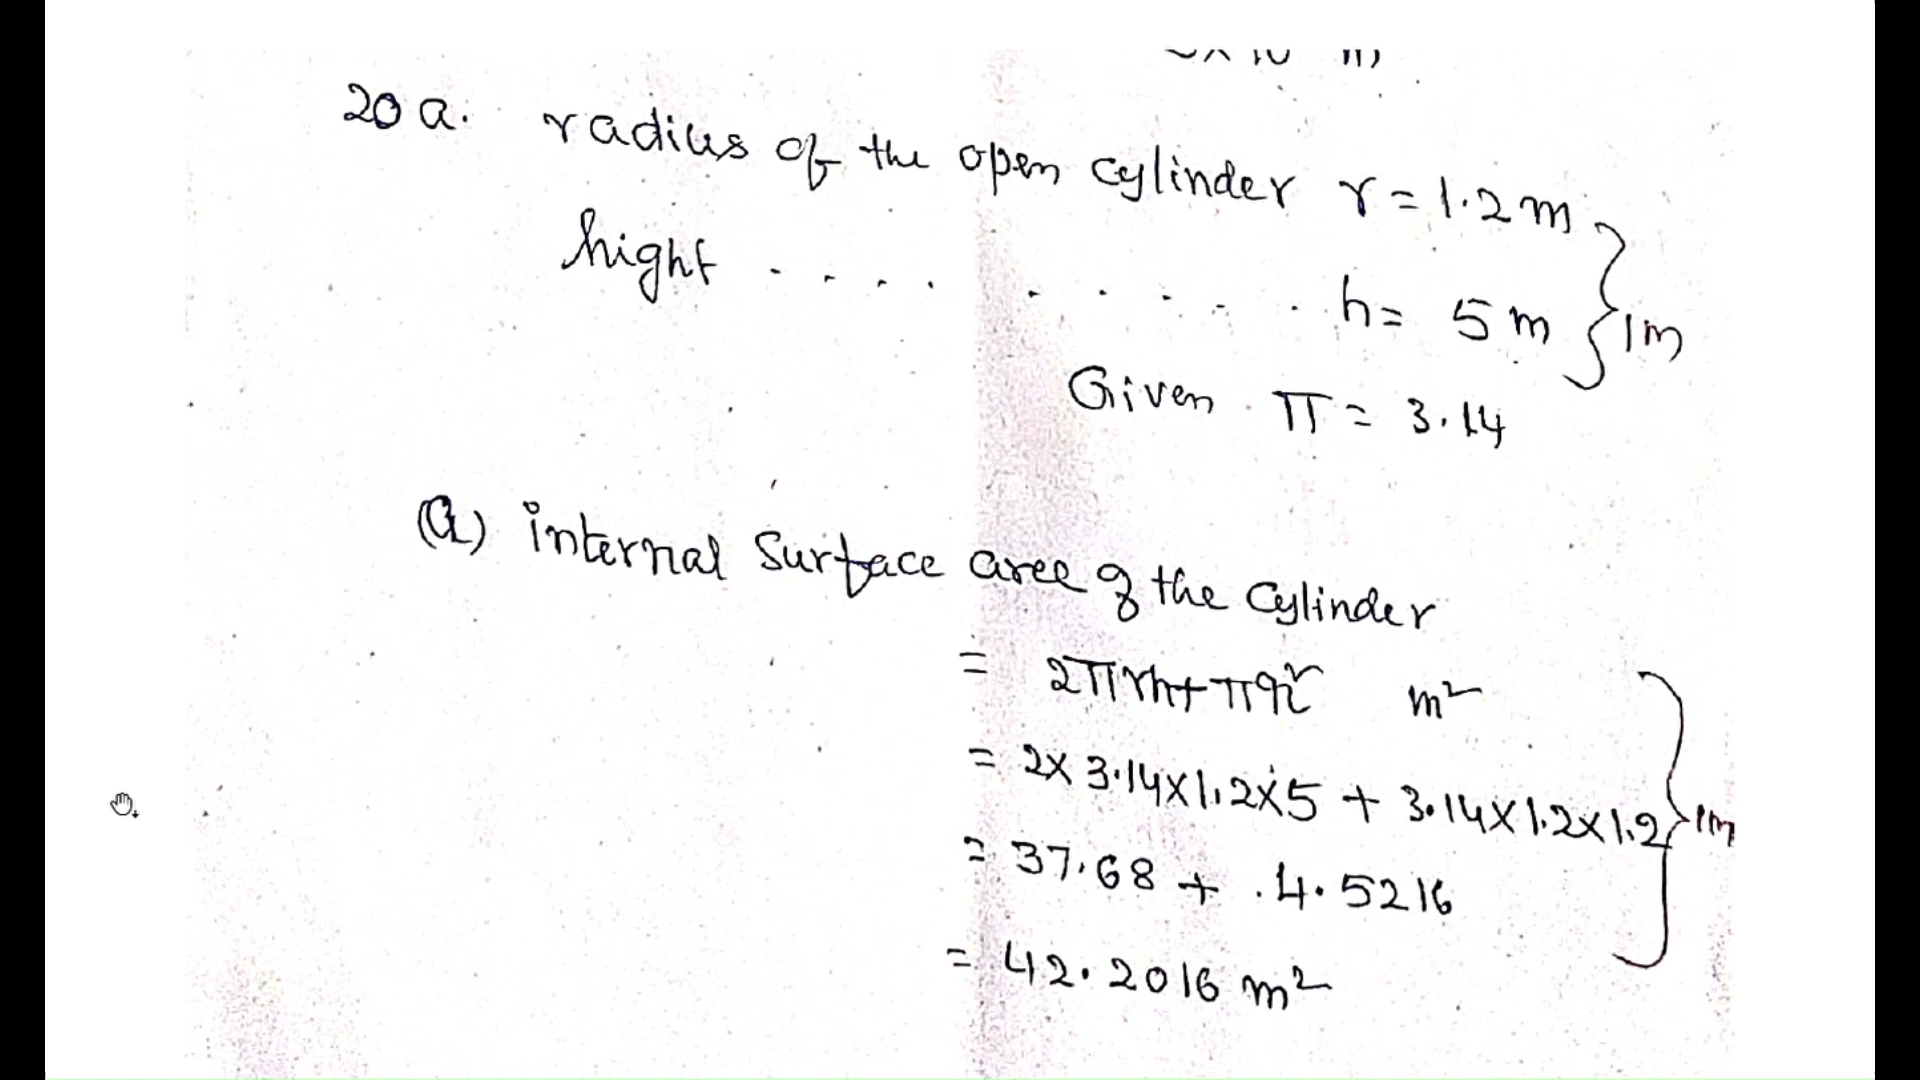 20 a. radius of the open cylinder r = 1.2 m
hight . . . . . . . . . h = 5 m } 1m
Given π = 3.14
(a) internal surface area of the cylinder
= 2πrh + πr² m²
= 2 x 3.14 x 1.2 x 5 + 3.14 x 1.2 x 1.2 } 1m
= 37.68 + 4.5216
= 42.2016 m²